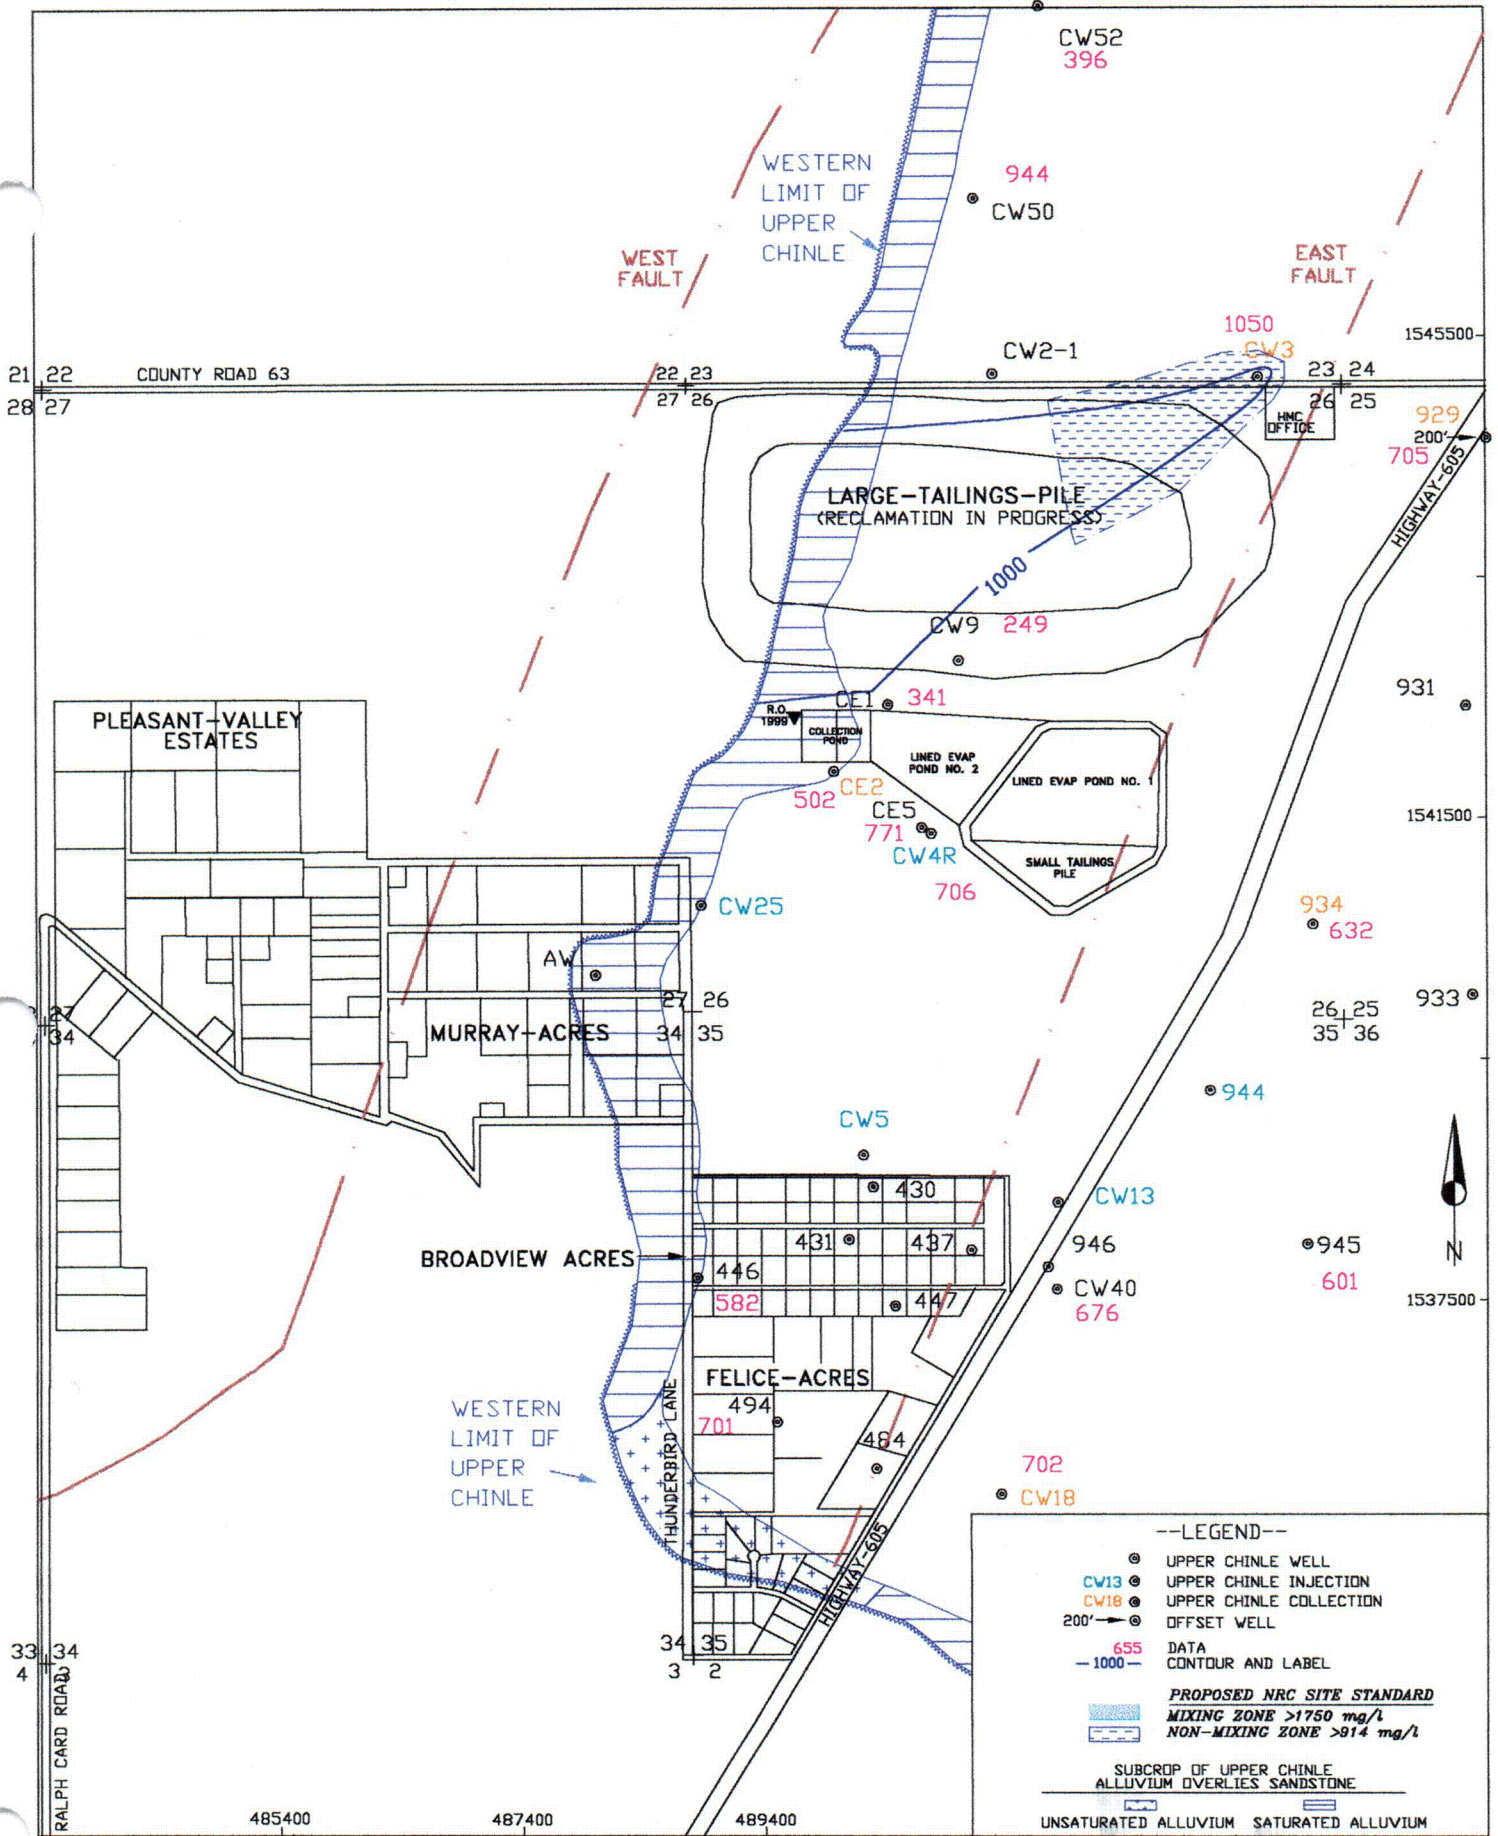 CW52
396
WESTERN
LIMIT OF
UPPER
CHINLE
944
CW50
WEST
FAULT
EAST
FAULT
1050
CW3
1545500
CW2-1
21 22
28 27
COUNTY ROAD 63
22 23
27 26
23 24
26 25
HMC
OFFICE
929
200'
705
HIGHWAY-605
LARGE-TAILINGS-PILE
(RECLAMATION IN PROGRESS)
1000
CW9 249
CE1 341
931
R.O.
1999
COLLECTION
POND
PLEASANT-VALLEY
ESTATES
LINED EVAP
POND NO. 2
LINED EVAP POND NO. 1
502
CE2
CE5
771
CW4R
706
1541500
SMALL TAILINGS
PILE
CW25
934
632
AW
933
27 26
34 35
26 25
35 36
27
34
MURRAY-ACRES
944
CW5
430
CW13
431
437
946
945
601
N
BROADVIEW ACRES
446
582
447
CW40
676
1537500
FELICE-ACRES
494
701
484
THUNDERBIRD LANE
WESTERN
LIMIT OF
UPPER
CHINLE
702
CW18
HIGHWAY-605
33 34
4
34 35
3 2
RALPH CARD ROAD
485400
487400
489400
--LEGEND--
UPPER CHINLE WELL
CW13 UPPER CHINLE INJECTION
CW18 UPPER CHINLE COLLECTION
200' OFFSET WELL
655 DATA
1000 CONTOUR AND LABEL
PROPOSED NRC SITE STANDARD
MIXING ZONE >1750 mg/l
NON-MIXING ZONE >914 mg/l
SUBCROP OF UPPER CHINLE
ALLUVIUM OVERLIES SANDSTONE
UNSATURATED ALLUVIUM SATURATED ALLUVIUM